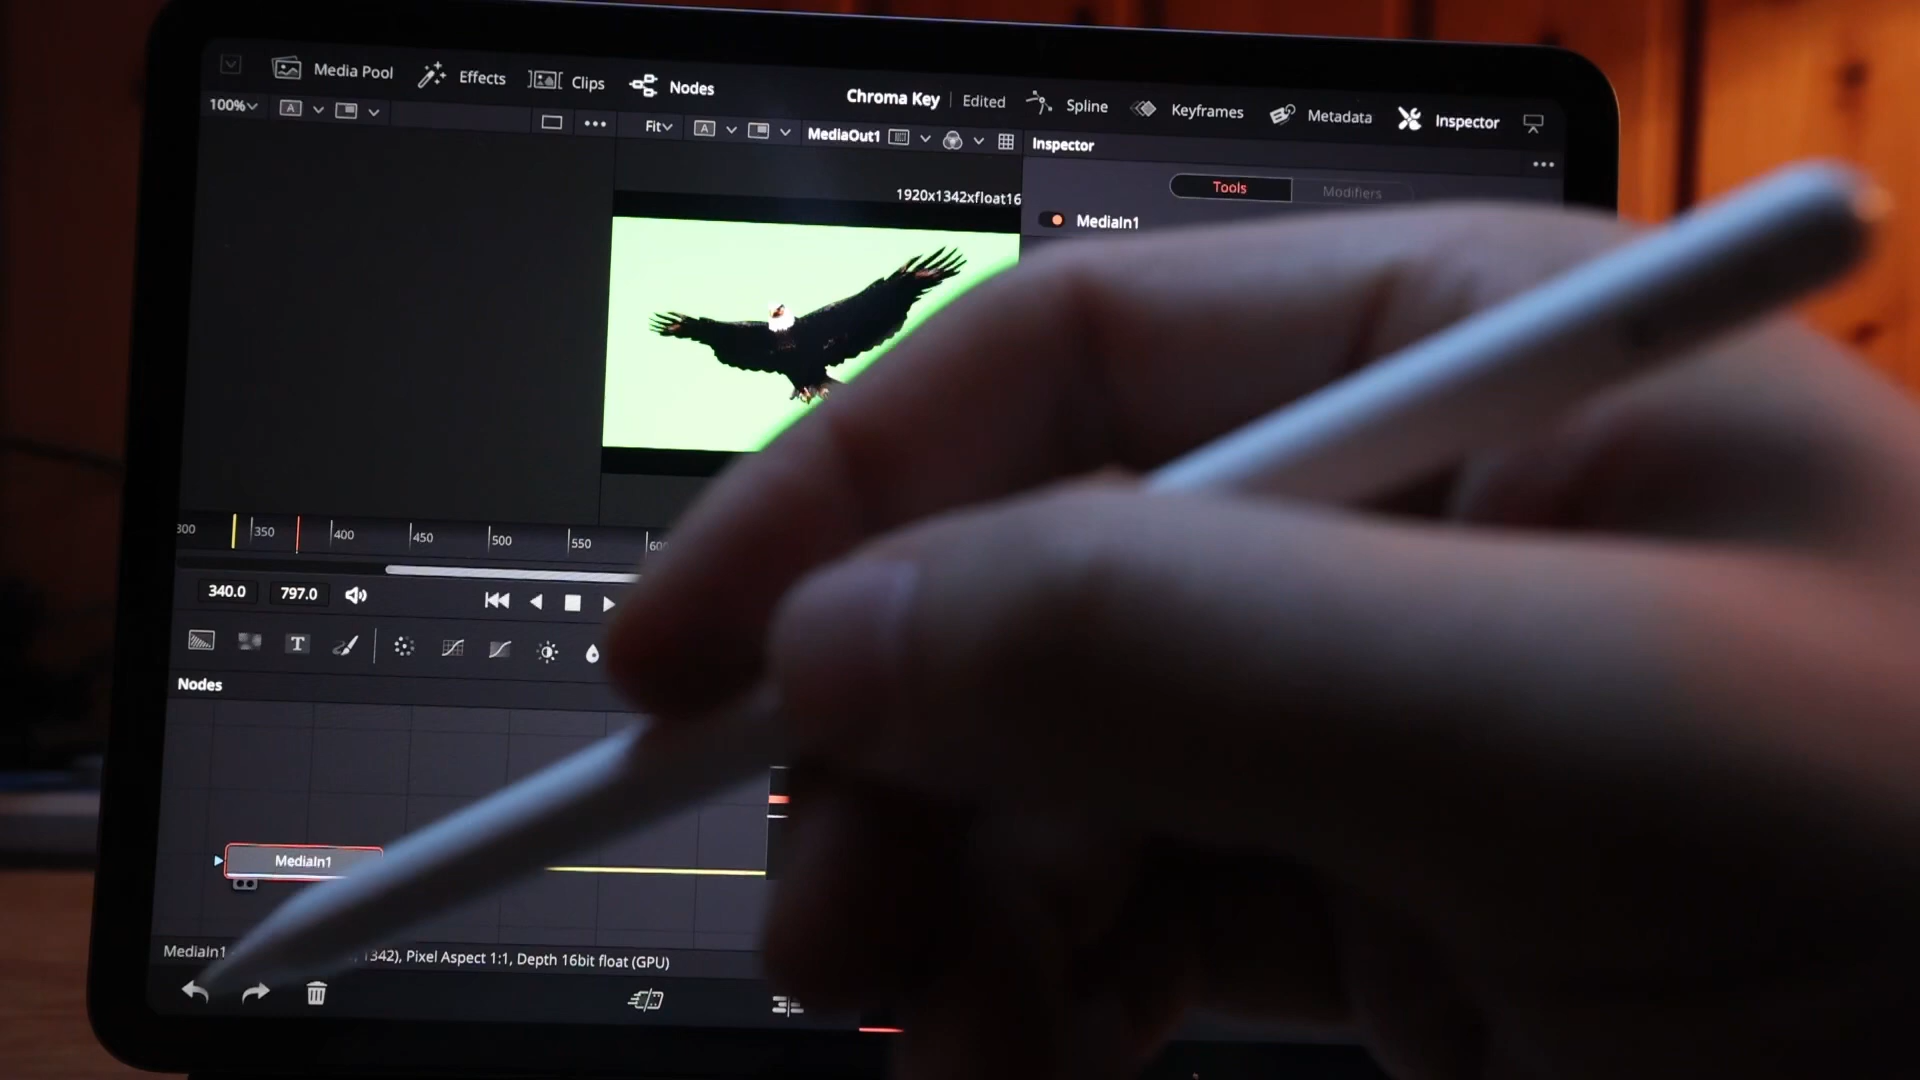 Media Pool Effects Clips Nodes Chroma Key Edited Spline Keyframes Metadata Inspector
100% A Fit A MediaOut1 Inspector
Tools Modifiers
1920x1342xfloat16
MediaIn1
300 350 400 450 500 550
340.0 797.0
T
Nodes
MediaIn1
MediaIn1 1342), Pixel Aspect 1:1, Depth 16bit float (GPU)